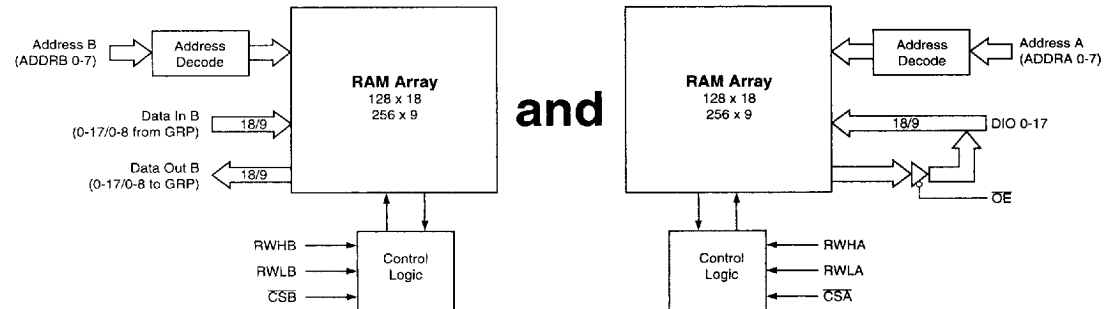 Address B
(ADDRB 0-7)
Address
Decode
RAM Array
128 x 18
256 x 9
Data In B
(0-17/0-8 from GRP)
18/9
Data Out B
(0-17/0-8 to GRP)
18/9
RWHB
RWLB
CSB
Control
Logic
and
RAM Array
128 x 18
256 x 9
Address
Decode
Address A
(ADDRA 0-7)
18/9
DIO 0-17
OE
Control
Logic
RWHA
RWLA
CSA